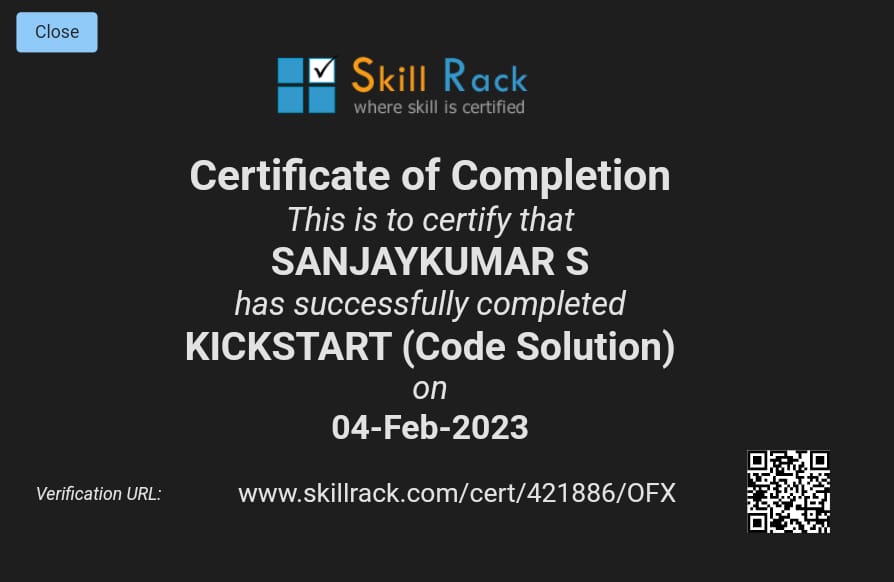 Close
Skill Rack
where skill is certified
Certificate of Completion
This is to certify that
SANJAYKUMAR S
has successfully completed
KICKSTART (Code Solution)
on
04-Feb-2023
Verification URL: www.skillrack.com/cert/421886/OFX